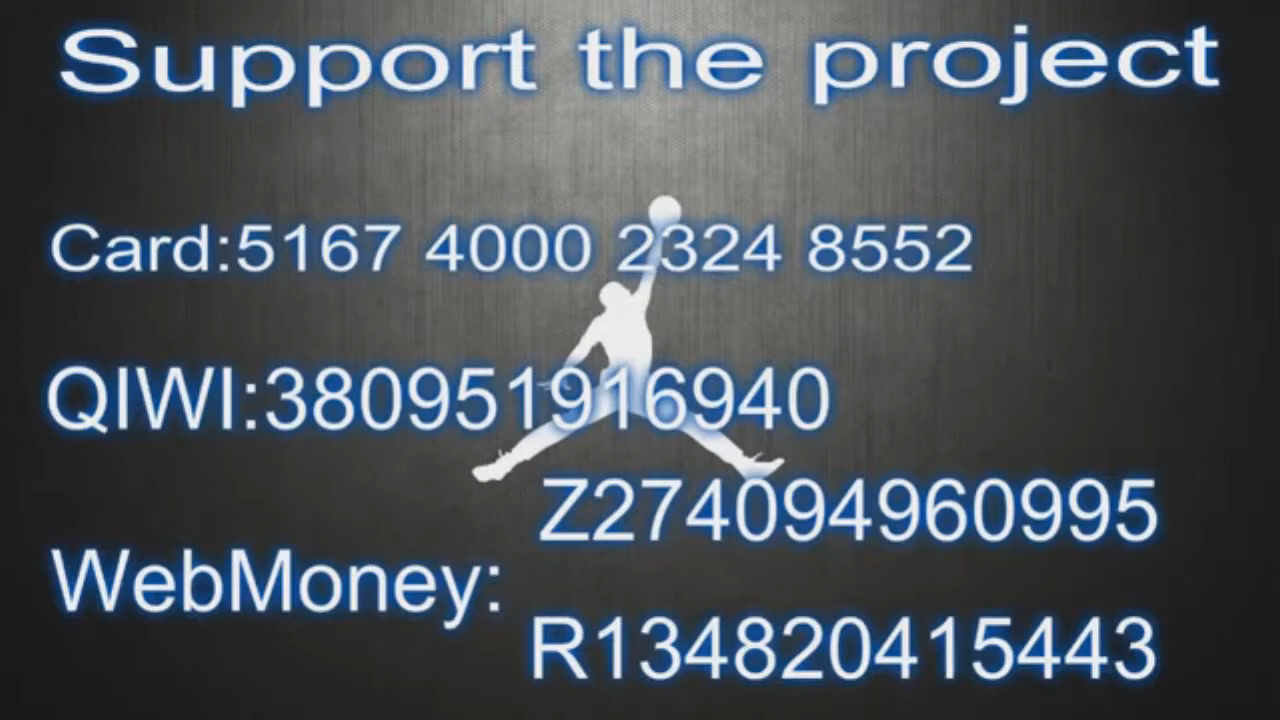 Support the project
Card:5167 4000 2324 8552
QIWI:380951916940
Z274094960995
WebMoney:
R134820415443